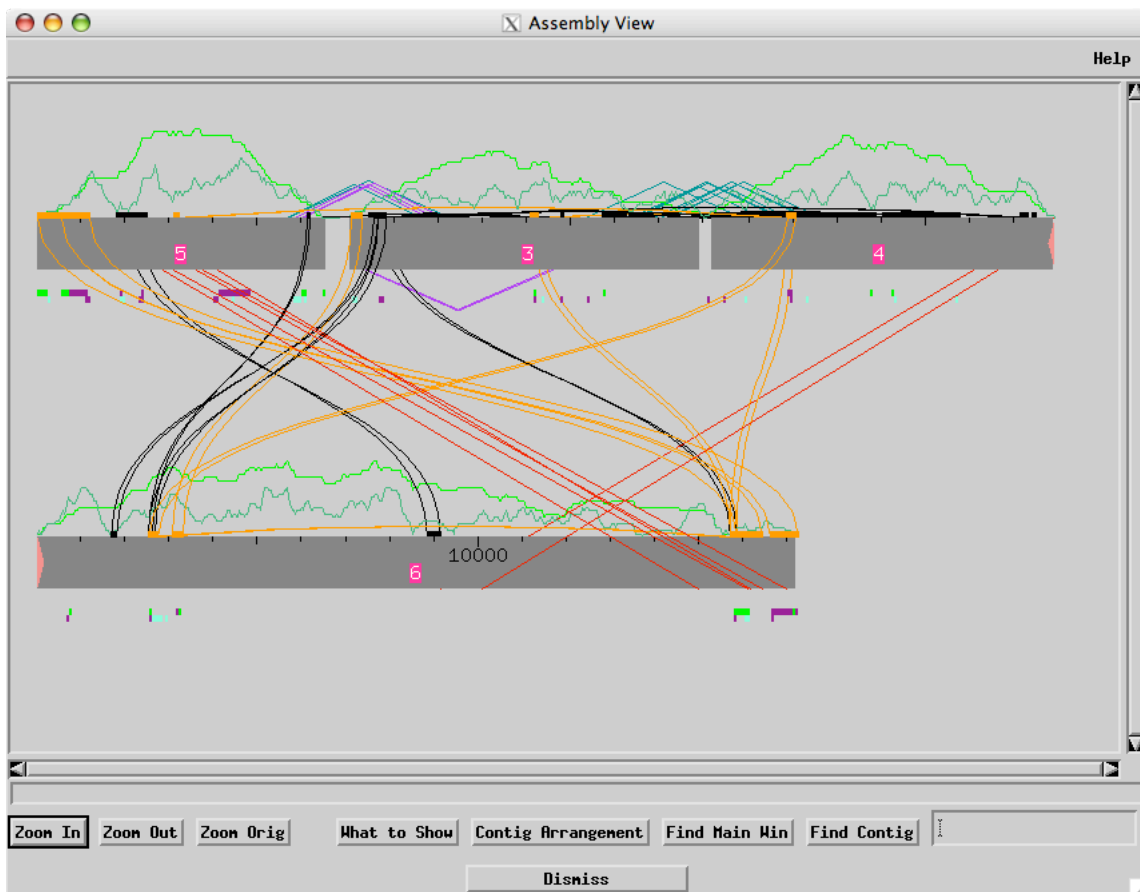 Assembly View
Help
5
3
4
10000
6
Zoom In
Zoom Out
Zoom Orig
What to Show
Contig Arrangement
Find Main Win
Find Contig
Dismiss